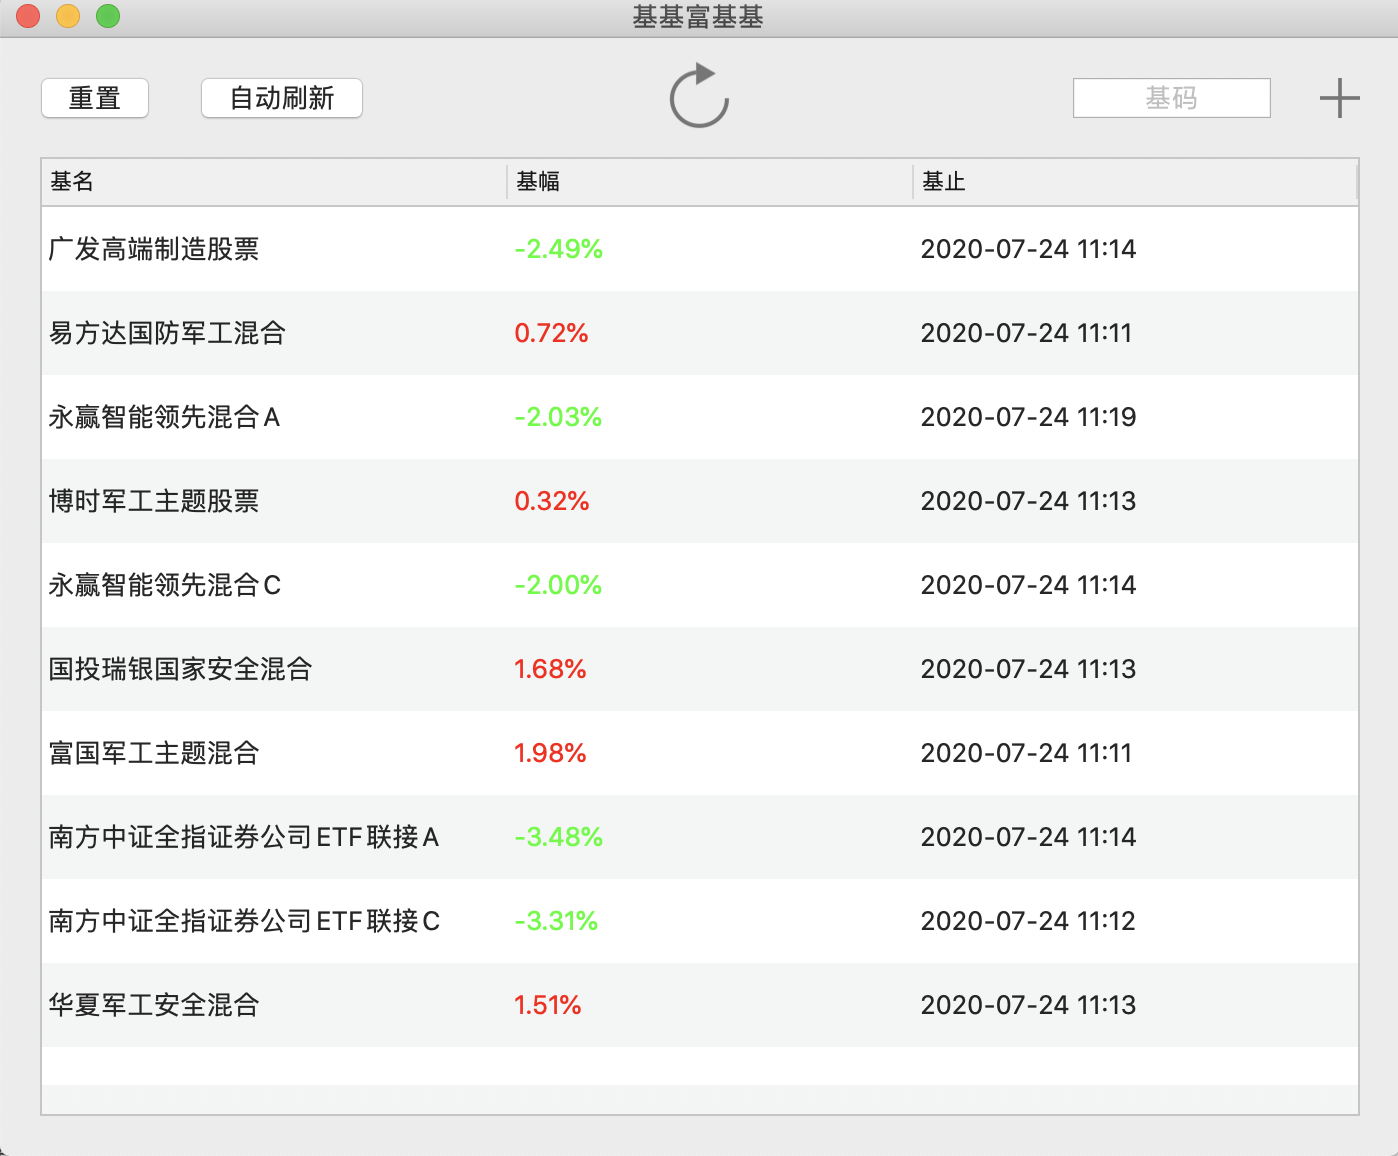 基基富基基
重置 自动刷新 基码
基名 基幅 基止
广发高端制造股票 -2.49% 2020-07-24 11:14
易方达国防军工混合 0.72% 2020-07-24 11:11
永赢智能领先混合A -2.03% 2020-07-24 11:19
博时军工主题股票 0.32% 2020-07-24 11:13
永赢智能领先混合C -2.00% 2020-07-24 11:14
国投瑞银国家安全混合 1.68% 2020-07-24 11:13
富国军工主题混合 1.98% 2020-07-24 11:11
南方中证全指证券公司ETF联接A -3.48% 2020-07-24 11:14
南方中证全指证券公司ETF联接C -3.31% 2020-07-24 11:12
华夏军工安全混合 1.51% 2020-07-24 11:13